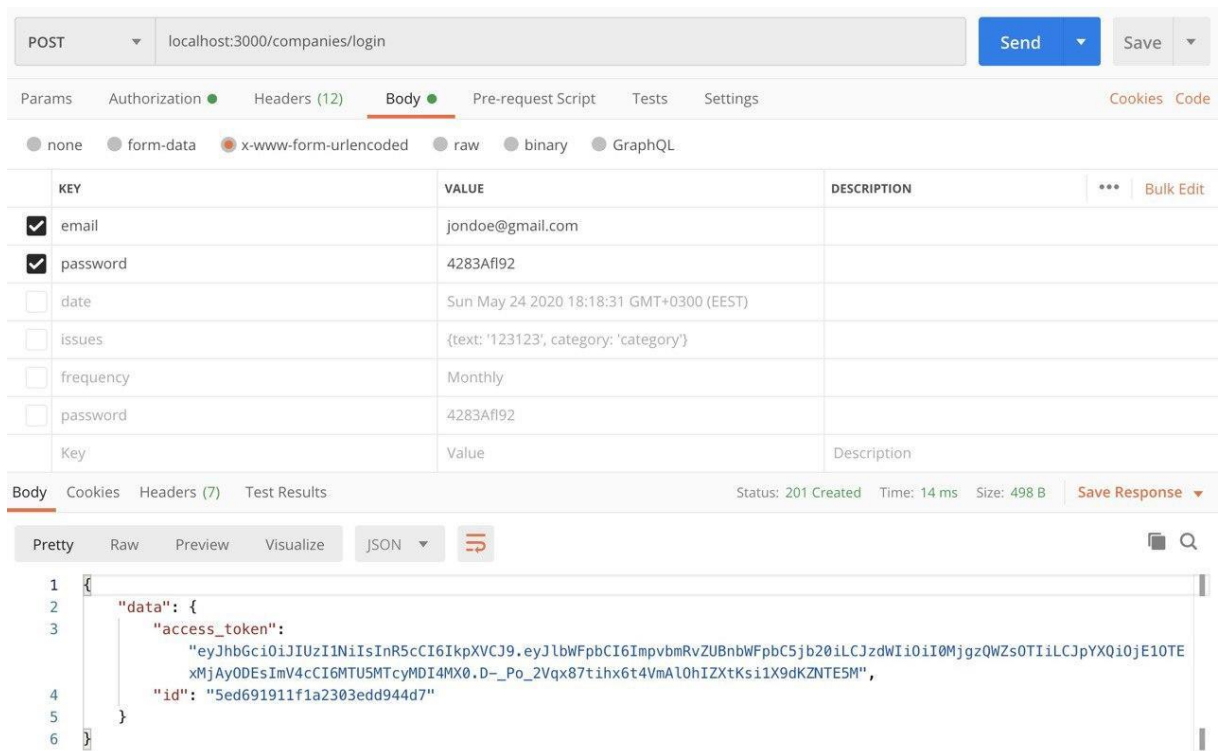 POST localhost:3000/companies/login Send Save
Params Authorization Headers (12) Body Pre-request Script Tests Settings Cookies Code
none form-data x-www-form-urlencoded raw binary GraphQL
KEY VALUE DESCRIPTION ••• Bulk Edit
email jondoe@gmail.com
password 4283Afl92
date Sun May 24 2020 18:18:31 GMT+0300 (EEST)
issues {text: '123123', category: 'category'}
frequency Monthly
password 4283Afl92
Key Value Description
Body Cookies Headers (7) Test Results Status: 201 Created Time: 14 ms Size: 498 B Save Response
Pretty Raw Preview Visualize JSON
1 {
2 "data": {
3 "access_token":
"eyJhbGciOiJIUzI1NiIsInR5cCI6IkpXVCJ9.eyJlbWFpbCI6ImpvbmRvZUBnbWFpbC5jb20iLCJzdWIiOiI0MjgzQWZsOTIiLCJpYXQiOjE1OTE
xMjAyODEsImV4cCI6MTU5MTcyMDI4MX0.D-_Po_2Vqx87tihx6t4VmAlOhIZXtKsi1X9dKZNTE5M",
4 "id": "5ed691911f1a2303edd944d7"
5 }
6 }